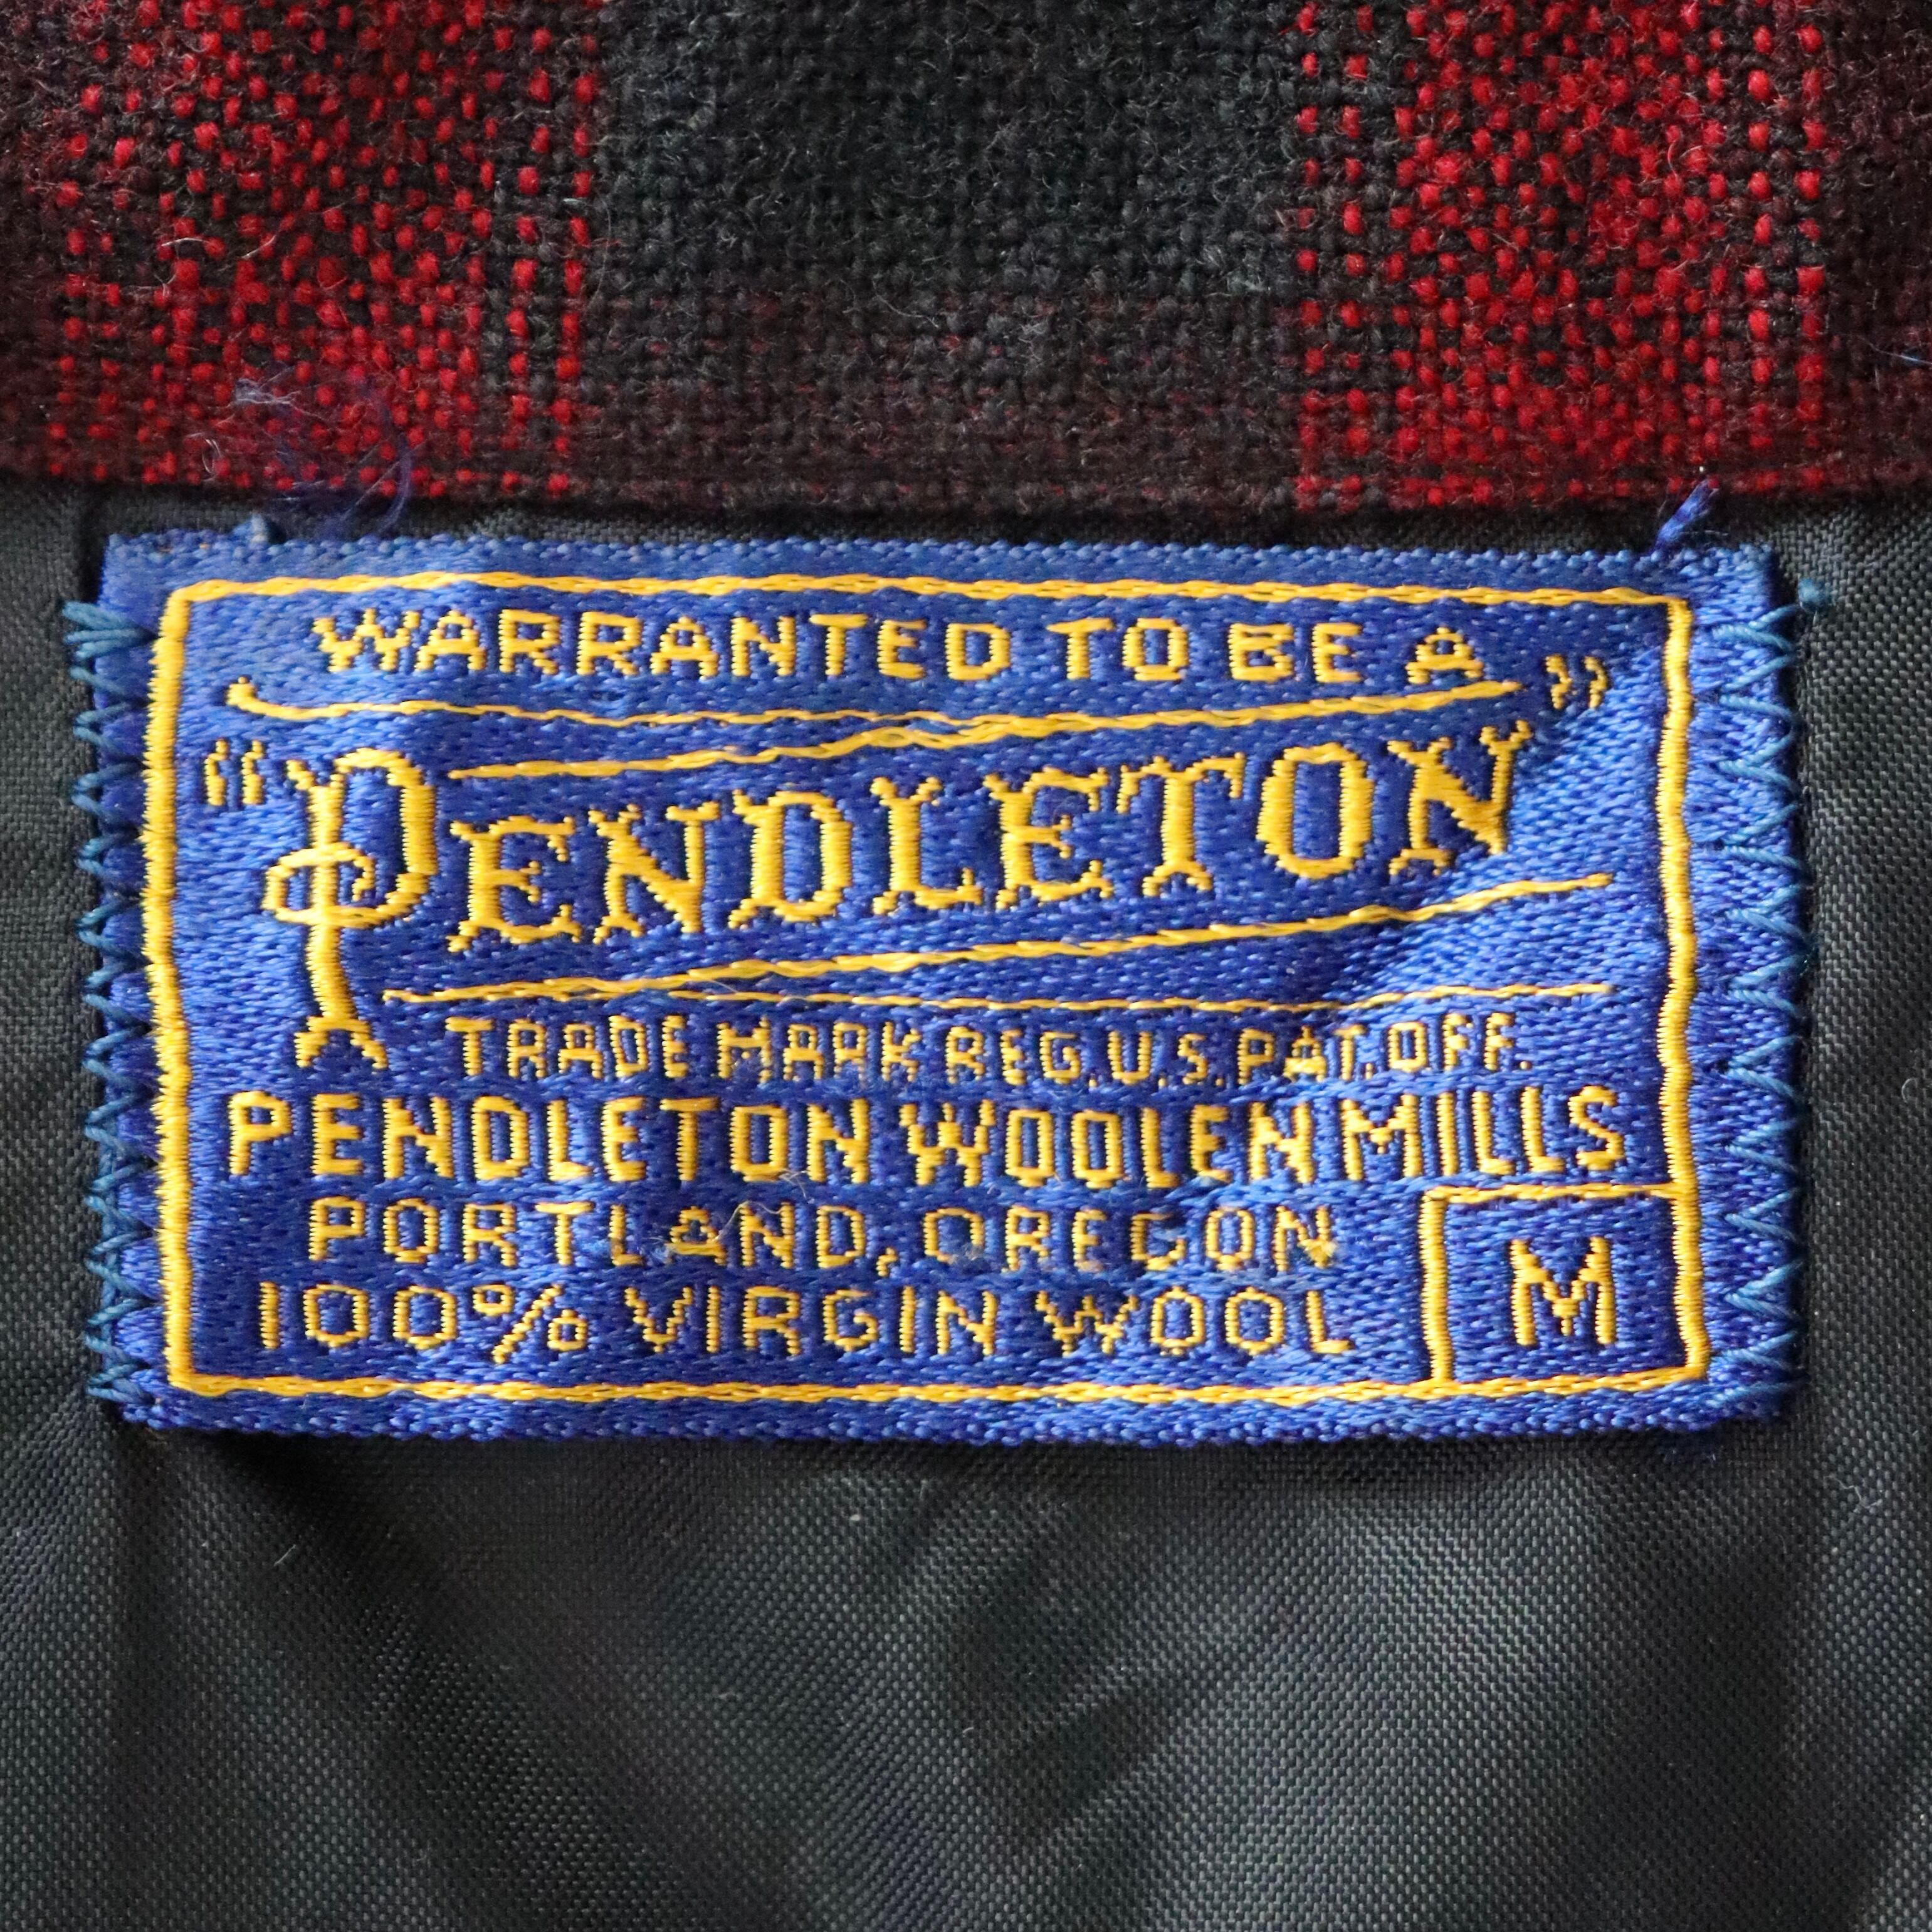 WARRANTED TO BE A
"PENDLETON"
TRADE MARK REG. U.S. PAT. OFF.
PENDLETON WOOLEN MILLS
PORTLAND, OREGON
100% VIRGIN WOOL
M